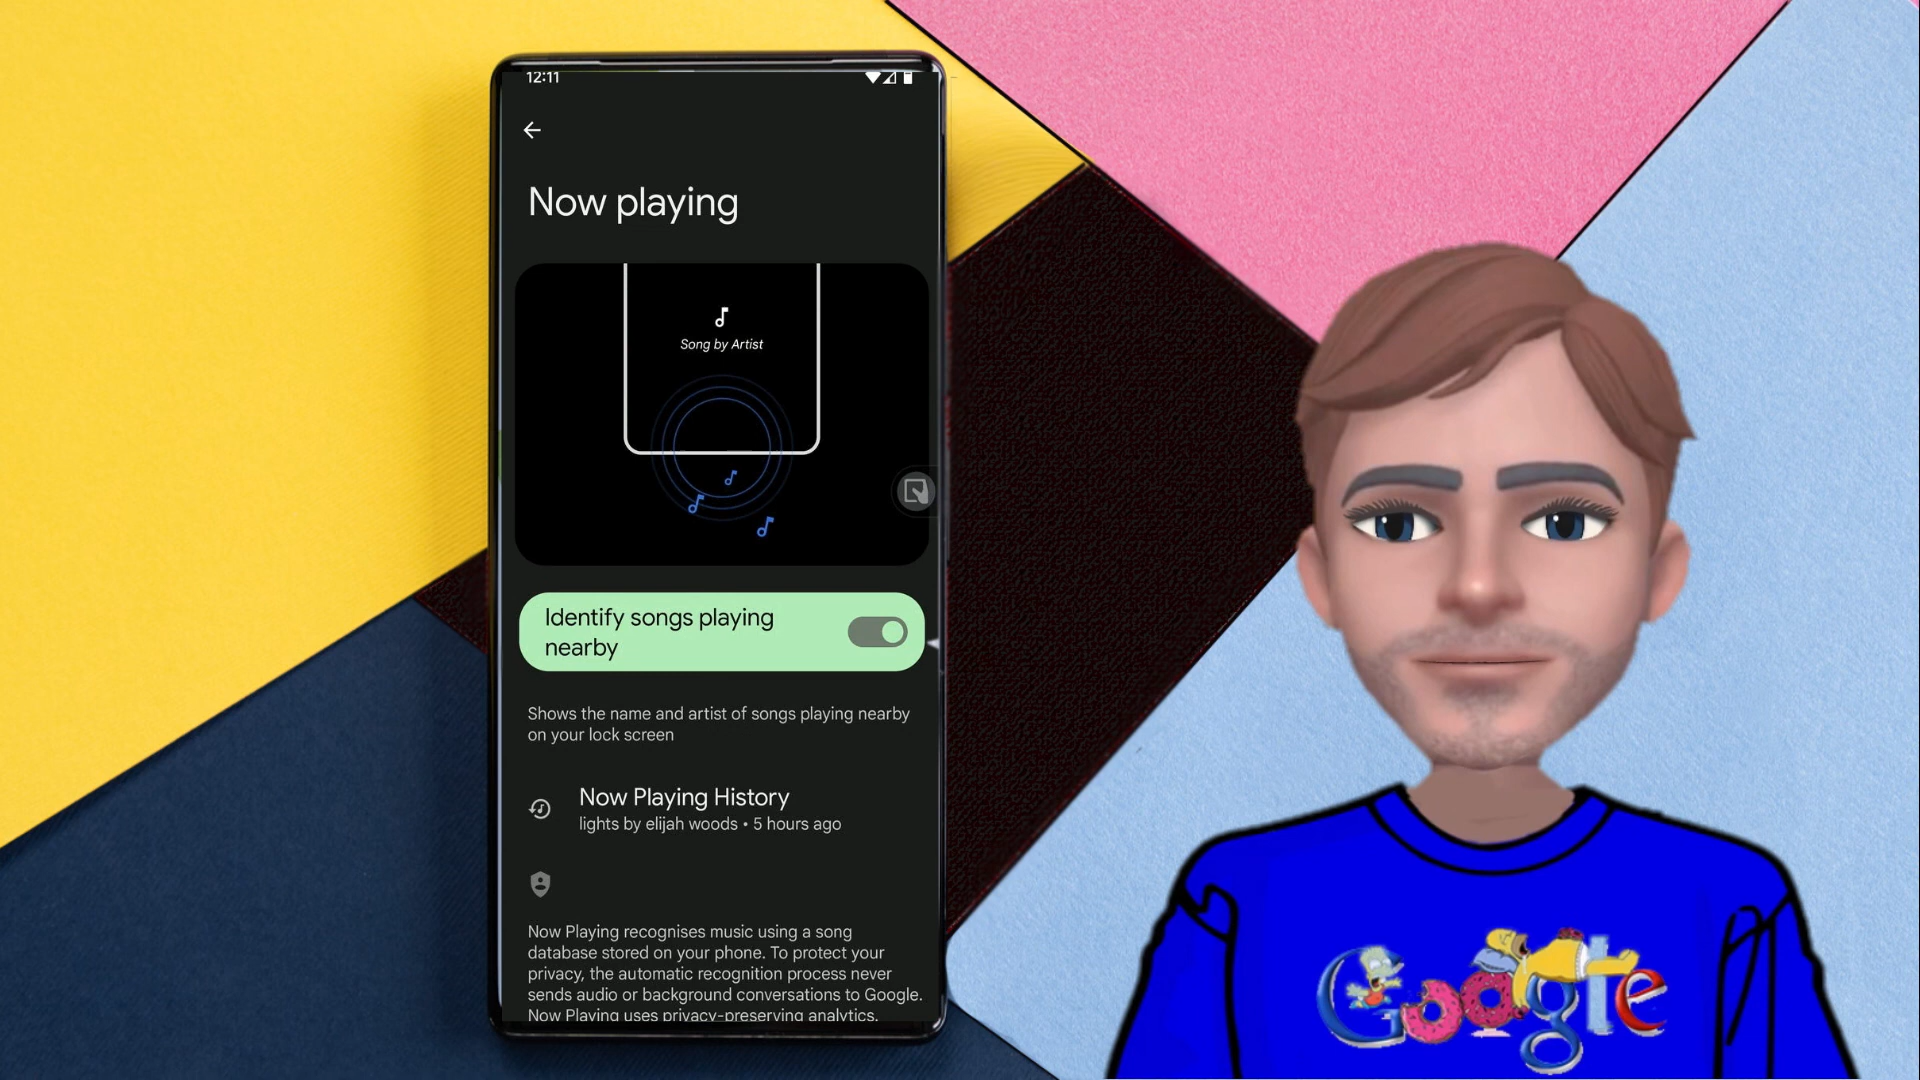 12:11
Now playing
Song by Artist
Identify songs playing
nearby
Shows the name and artist of songs playing nearby
on your lock screen
Now Playing History
lights by elijah woods • 5 hours ago
Now Playing recognises music using a song
database stored on your phone. To protect your
privacy, the automatic recognition process never
sends audio or background conversations to Google.
Now Playing uses privacy-preserving analytics.
Google